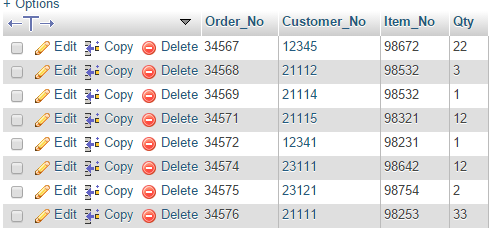 + Options
Order_No Customer_No Item_No Qty
Edit Copy Delete 34567 12345 98672 22
Edit Copy Delete 34568 21112 98532 3
Edit Copy Delete 34569 21114 98532 1
Edit Copy Delete 34571 21115 98321 12
Edit Copy Delete 34572 12341 98231 1
Edit Copy Delete 34574 23111 98642 12
Edit Copy Delete 34575 23121 98754 2
Edit Copy Delete 34576 21111 98253 33